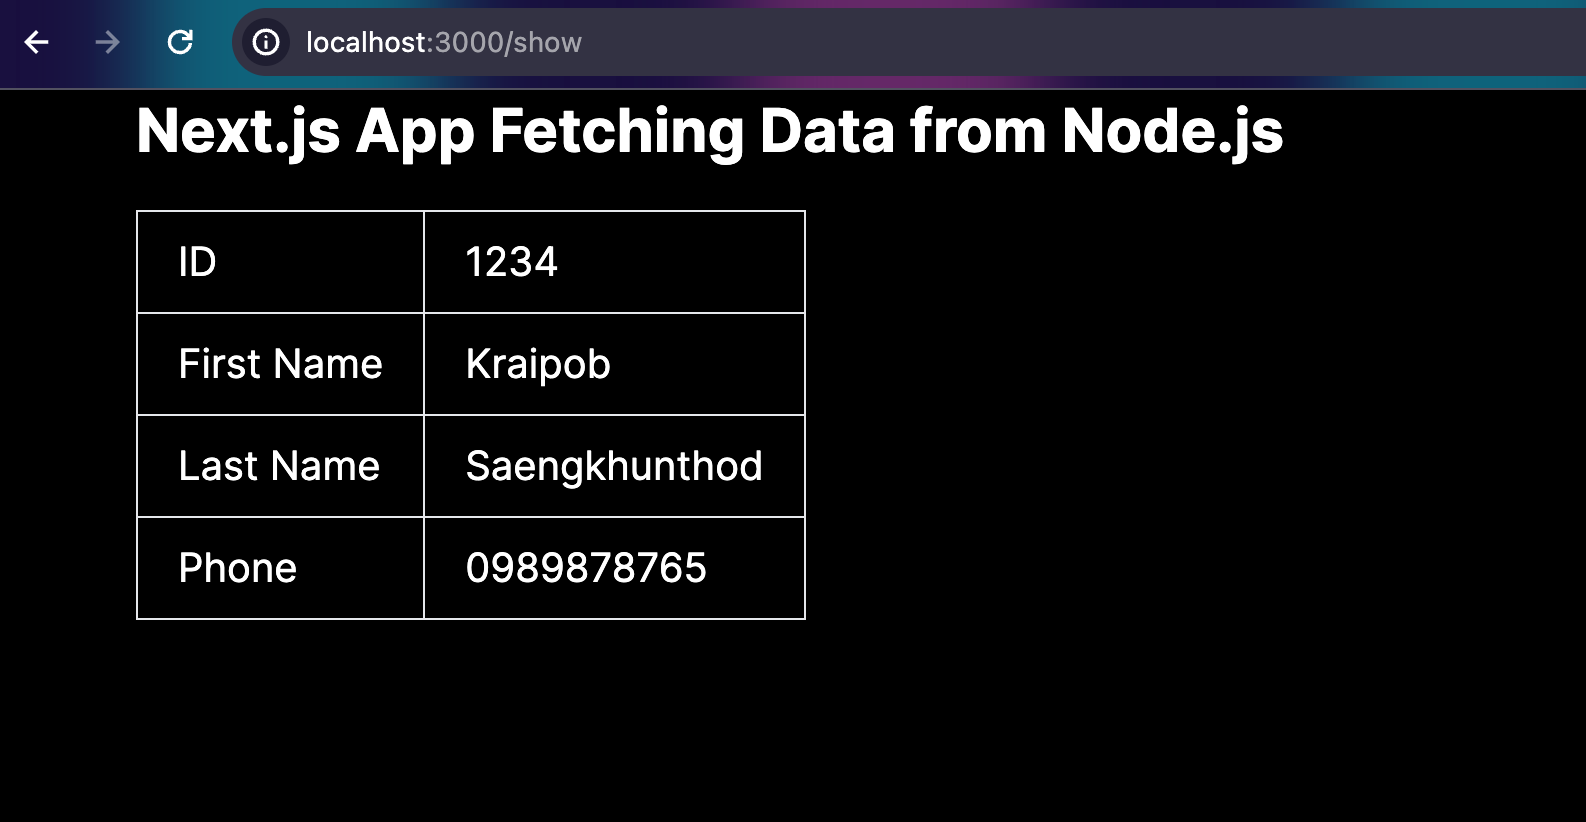 localhost:3000/show
Next.js App Fetching Data from Node.js
ID 1234
First Name Kraipob
Last Name Saengkhunthod
Phone 0989878765